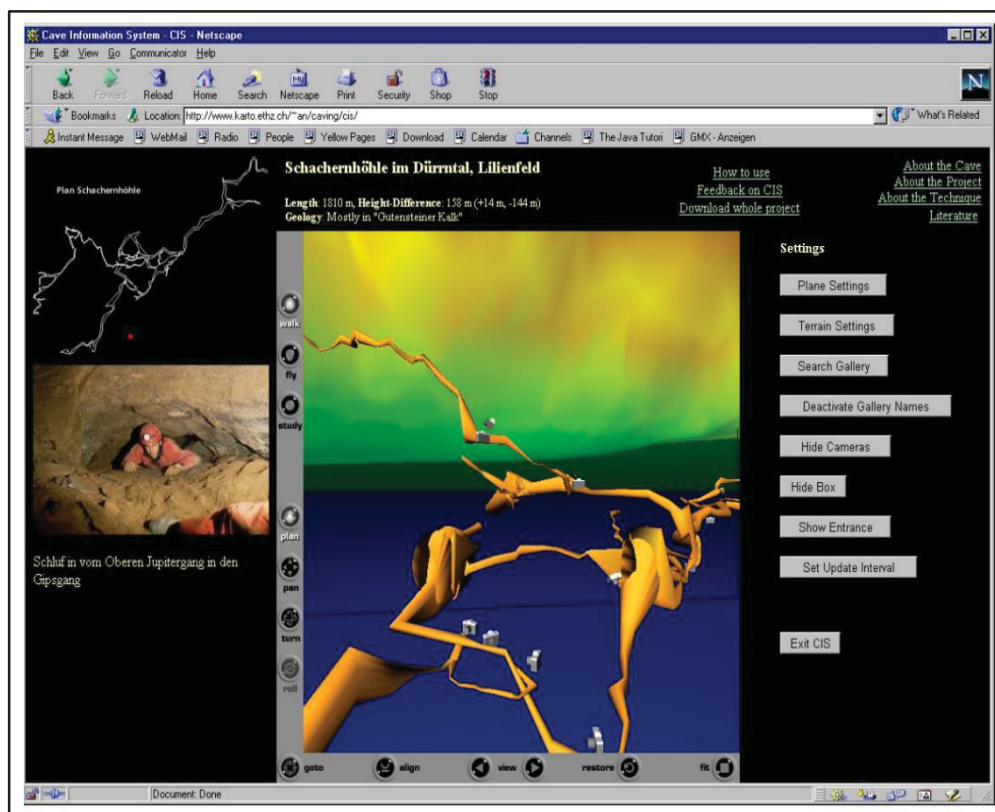 Cave Information System - CIS - Netscape
File Edit View Go Communicator Help
Back Forward Reload Home Search Netscape Print Security Shop Stop
My
N
Bookmarks Location: http://www.karto.ethz.ch/~an/caving/cis/ What's Related
Instant Message WebMail Radio People Yellow Pages Download Calendar Channels The Java Tutori GMX - Anzeigen
Plan Schachernhöhle
Schachernhöhle im Dürrntal, Lilienfeld
Length: 1810 m, Height-Difference: 158 m (+14 m, -144 m)
Geology: Mostly in "Gutensteiner Kalk"
How to use
Feedback on CIS
Download whole project
About the Cave
About the Project
About the Technique
Literature
Schluf in vom Oberen Jupitergang in den
Gipsgang
walk
fly
study
plan
pan
turn
roll
goto align view restore fit
Settings
Plane Settings
Terrain Settings
Search Gallery
Deactivate Gallery Names
Hide Cameras
Hide Box
Show Entrance
Set Update Interval
Exit CIS
Document: Done